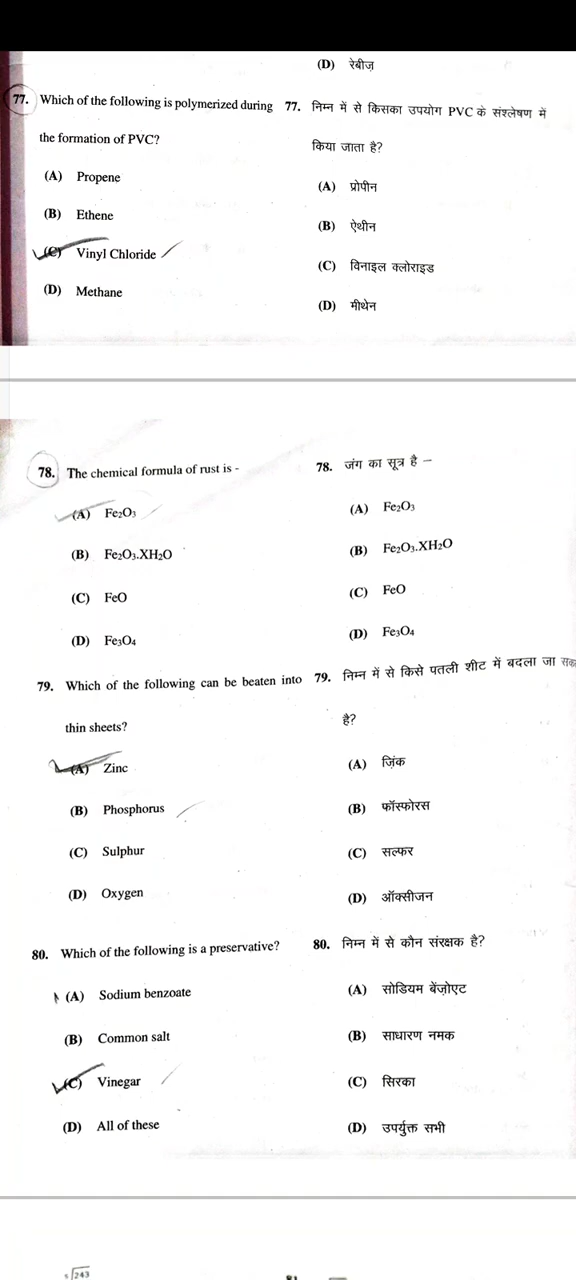 (D) रेबीज़
77. Which of the following is polymerized during
the formation of PVC?
(A) Propene
(B) Ethene
(C) Vinyl Chloride
(D) Methane
77. निम्न में से किसका उपयोग PVC के संश्लेषण में
किया जाता है?
(A) प्रोपीन
(B) ऐथीन
(C) विनाइल क्लोराइड
(D) मीथेन
78. The chemical formula of rust is -
(A) Fe₂O₃
(B) Fe₂O₃.XH₂O
(C) FeO
(D) Fe₃O₄
78. जंग का सूत्र है –
(A) Fe₂O₃
(B) Fe₂O₃.XH₂O
(C) FeO
(D) Fe₃O₄
79. Which of the following can be beaten into
thin sheets?
(A) Zinc
(B) Phosphorus
(C) Sulphur
(D) Oxygen
79. निम्न में से किसे पतली शीट में बदला जा
है?
(A) ज़िंक
(B) फॉस्फोरस
(C) सल्फर
(D) ऑक्सीजन
80. Which of the following is a preservative?
(A) Sodium benzoate
(B) Common salt
(C) Vinegar
(D) All of these
80. निम्न में से कौन संरक्षक है?
(A) सोडियम बेंज़ोएट
(B) साधारण नमक
(C) सिरका
(D) उपर्युक्त सभी